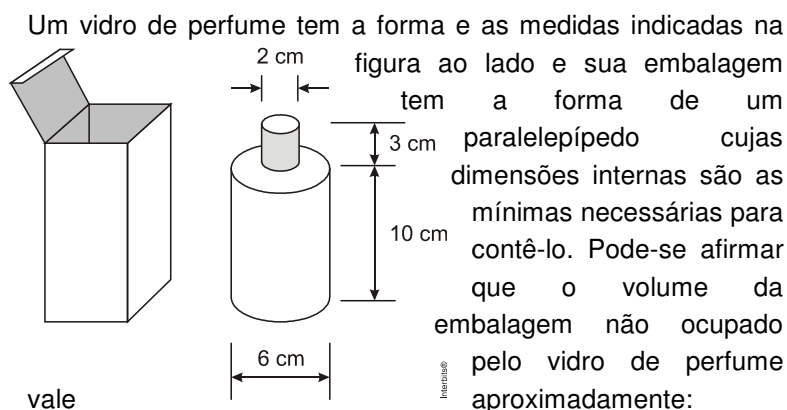 Um vidro de perfume tem a forma e as medidas indicadas na
2 cm
figura ao lado e sua embalagem
tem a forma de um
3 cm
paralelepípedo cujas
dimensões internas são as
mínimas necessárias para
10 cm
contê-lo. Pode-se afirmar
que o volume da
embalagem não ocupado
6 cm
pelo vidro de perfume
Interbits®
vale aproximadamente: